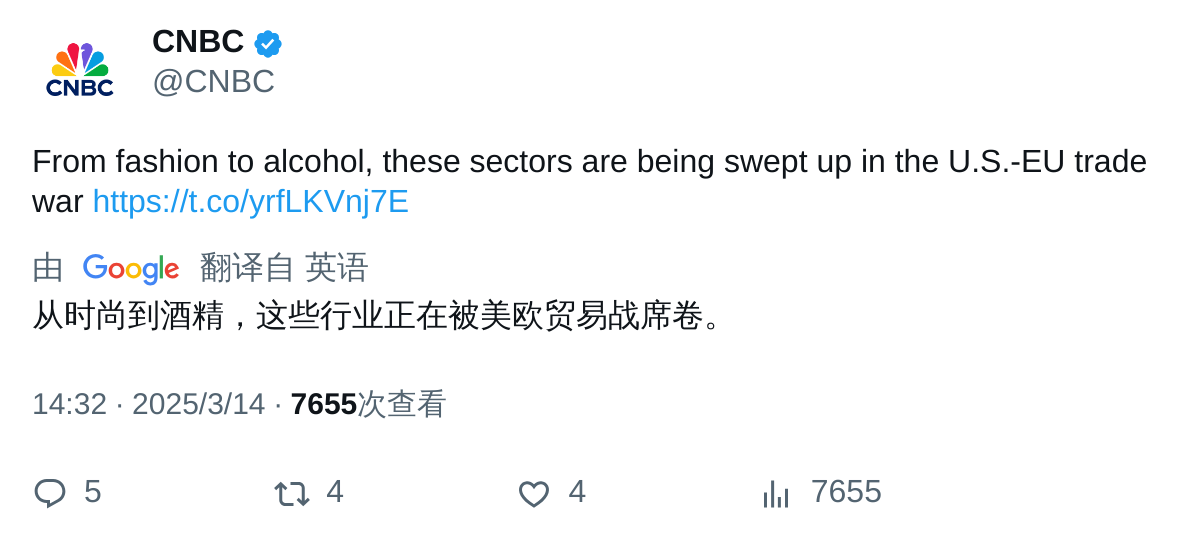 CNBC
@CNBC
CNBC
From fashion to alcohol, these sectors are being swept up in the U.S.-EU trade
war https://t.co/yrfLKVnj7E
由 Google 翻译自 英语
从时尚到酒精，这些行业正在被美欧贸易战席卷。
14:32 · 2025/3/14 · 7655次查看
5 4 4 7655